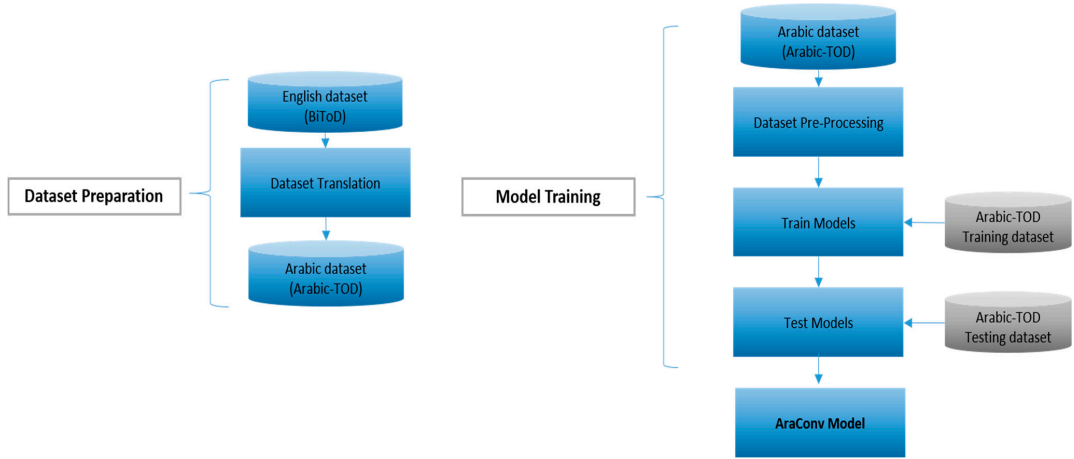 Dataset Preparation
English dataset
(BiToD)
Dataset Translation
Arabic dataset
(Arabic-TOD)
Model Training
Arabic dataset
(Arabic-TOD)
Dataset Pre-Processing
Train Models
Arabic-TOD
Training dataset
Test Models
Arabic-TOD
Testing dataset
AraConv Model